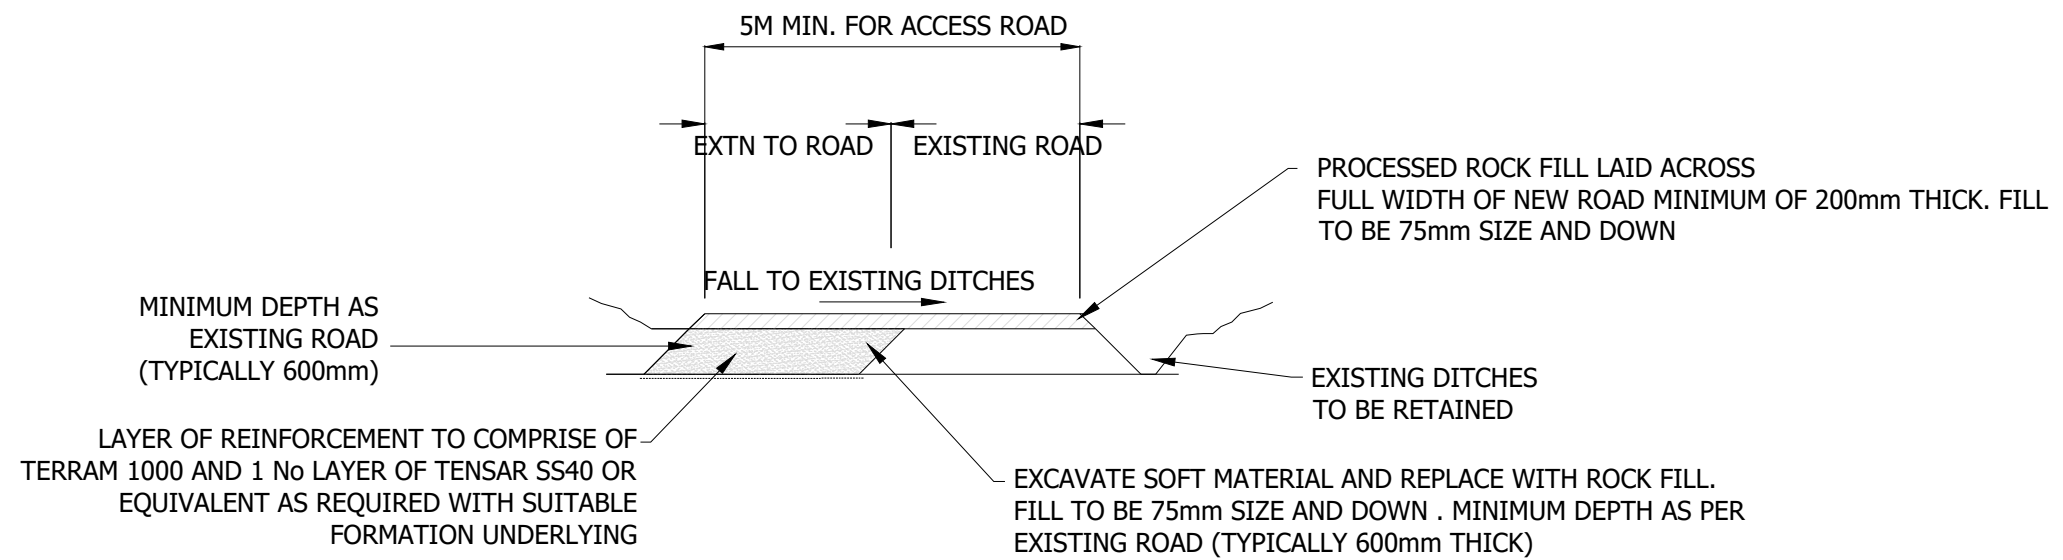 5M MIN. FOR ACCESS ROAD
EXTN TO ROAD
EXISTING ROAD
PROCESSED ROCK FILL LAID ACROSS
FULL WIDTH OF NEW ROAD MINIMUM OF 200mm THICK. FILL
TO BE 75mm SIZE AND DOWN
FALL TO EXISTING DITCHES
MINIMUM DEPTH AS
EXISTING ROAD
(TYPICALLY 600mm)
EXISTING DITCHES
TO BE RETAINED
LAYER OF REINFORCEMENT TO COMPRISE OF
TERRAM 1000 AND 1 No LAYER OF TENSAR SS40 OR
EQUIVALENT AS REQUIRED WITH SUITABLE
FORMATION UNDERLYING
EXCAVATE SOFT MATERIAL AND REPLACE WITH ROCK FILL.
FILL TO BE 75mm SIZE AND DOWN . MINIMUM DEPTH AS PER
EXISTING ROAD (TYPICALLY 600mm THICK)